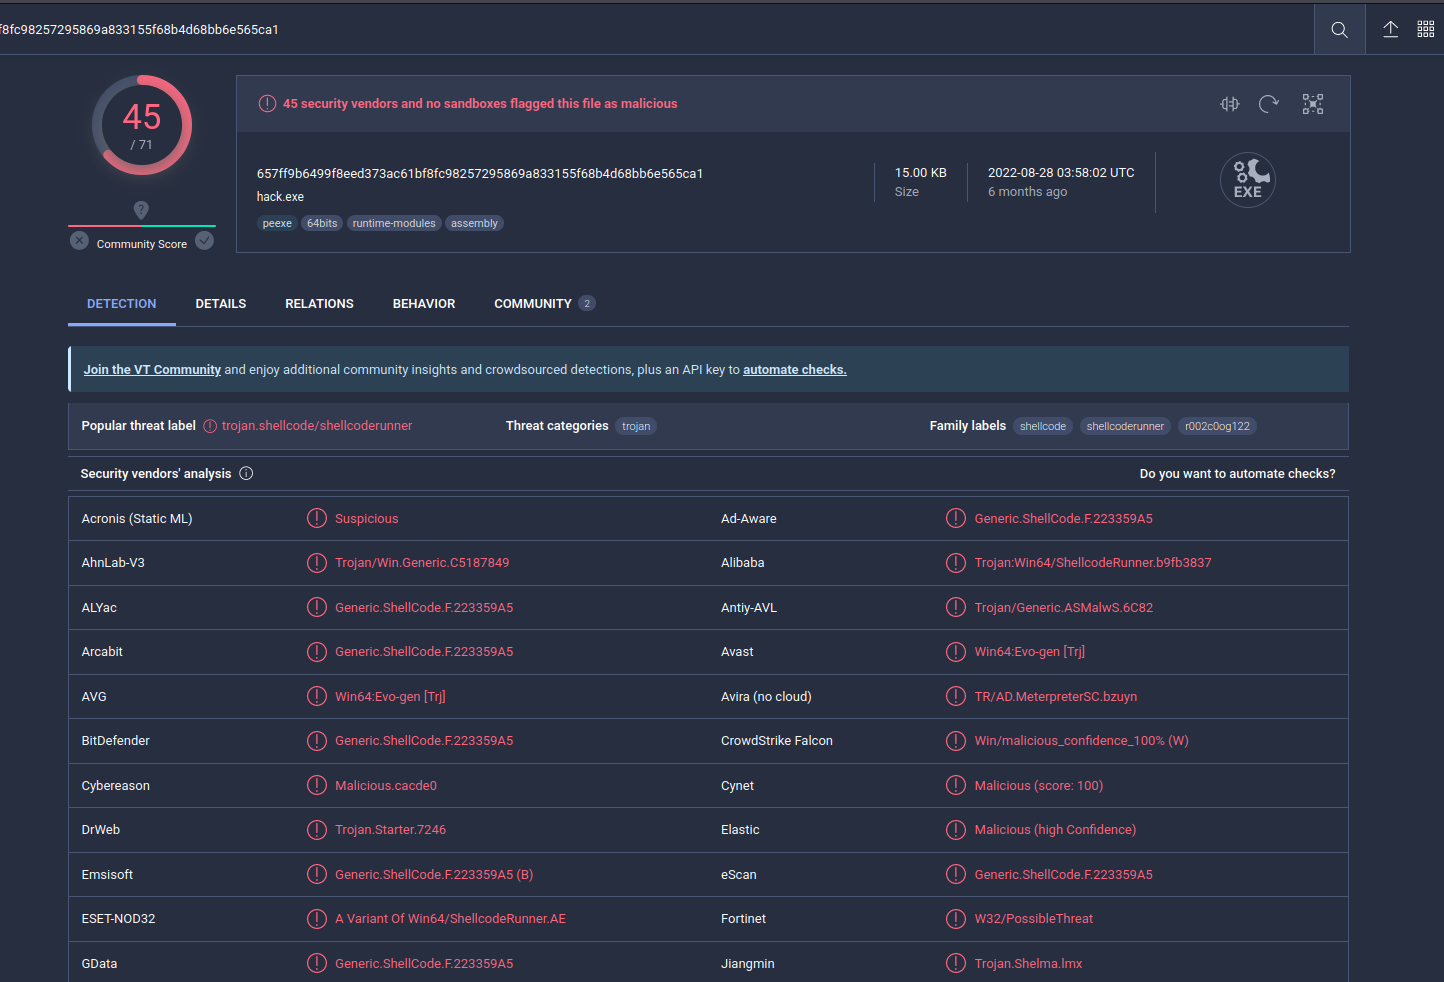 f8fc98257295869a833155f68b4d68bb6e565ca1
45
/ 71
?
Community Score
45 security vendors and no sandboxes flagged this file as malicious
657ff9b6499f8eed373ac61bf8fc98257295869a833155f68b4d68bb6e565ca1
hack.exe
peexe 64bits runtime-modules assembly
15.00 KB
Size
2022-08-28 03:58:02 UTC
6 months ago
EXE
DETECTION DETAILS RELATIONS BEHAVIOR COMMUNITY 2
Join the VT Community and enjoy additional community insights and crowdsourced detections, plus an API key to automate checks.
Popular threat label trojan.shellcode/shellcoderunner Threat categories trojan Family labels shellcode shellcoderunner r002c0og122
Security vendors' analysis Do you want to automate checks?
Acronis (Static ML) Suspicious Ad-Aware Generic.ShellCode.F.223359A5
AhnLab-V3 Trojan/Win.Generic.C5187849 Alibaba Trojan:Win64/ShellcodeRunner.b9fb3837
ALYac Generic.ShellCode.F.223359A5 Antiy-AVL Trojan/Generic.ASMalwS.6C82
Arcabit Generic.ShellCode.F.223359A5 Avast Win64:Evo-gen [Trj]
AVG Win64:Evo-gen [Trj] Avira (no cloud) TR/AD.MeterpreterSC.bzuyn
BitDefender Generic.ShellCode.F.223359A5 CrowdStrike Falcon Win/malicious_confidence_100% (W)
Cybereason Malicious.cacde0 Cynet Malicious (score: 100)
DrWeb Trojan.Starter.7246 Elastic Malicious (high Confidence)
Emsisoft Generic.ShellCode.F.223359A5 (B) eScan Generic.ShellCode.F.223359A5
ESET-NOD32 A Variant Of Win64/ShellcodeRunner.AE Fortinet W32/PossibleThreat
GData Generic.ShellCode.F.223359A5 Jiangmin Trojan.Shelma.lmx